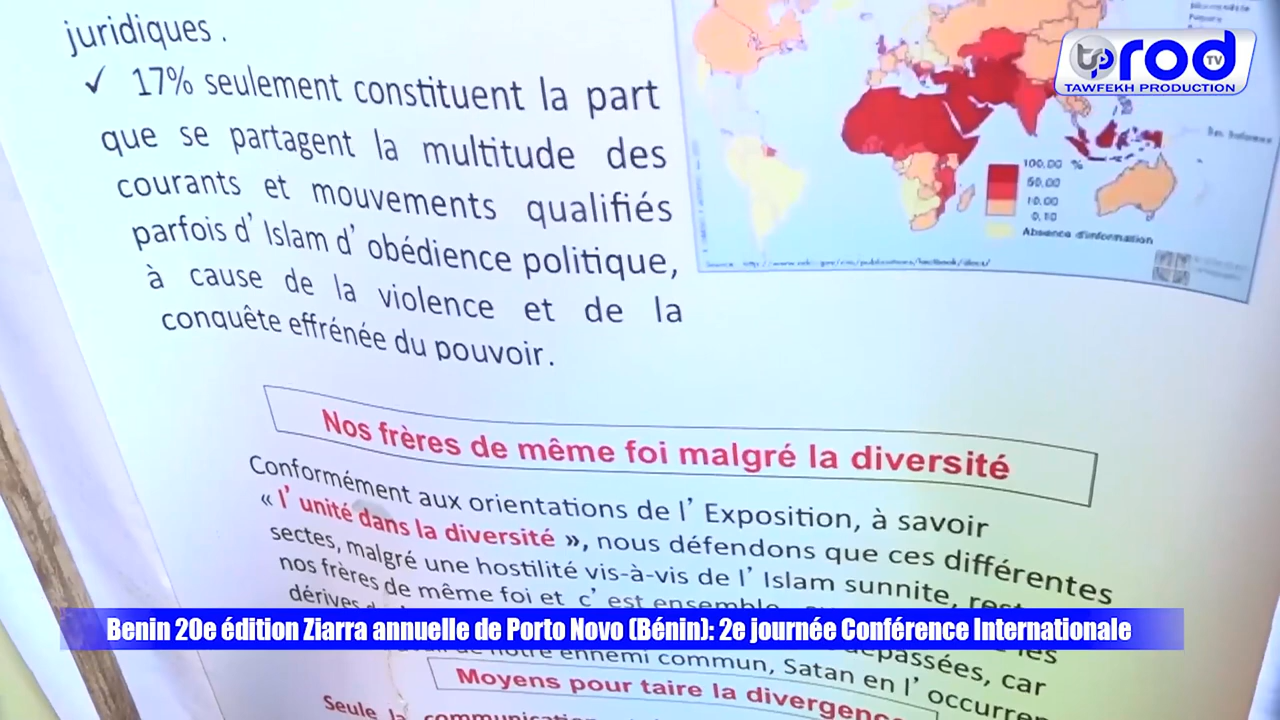 juridiques .
✓ 17% seulement constituent la part
que se partagent la multitude des
courants et mouvements qualifiés
parfois d’ Islam d’ obédience politique,
à cause de la violence et de la
conquête effrénée du pouvoir.
100,00 %
50,00
10,00
0,10
Absence d'information
Source :
prod TV
TAWFEKH PRODUCTION
Nos frères de même foi malgré la diversité
Conformément aux orientations de l’ Exposition, à savoir
« l’ unité dans la diversité », nous défendons que ces différentes
sectes, malgré une hostilité vis-à-vis de l’ Islam sunnite,
nos frères de même foi et c’ est ensemble
dérives
les
dépassées, car
Benin 20e édition Ziarra annuelle de Porto Novo (Bénin): 2e journée Conférence Internationale
de notre ennemi commun, Satan en l’
Moyens pour taire la
Seule la